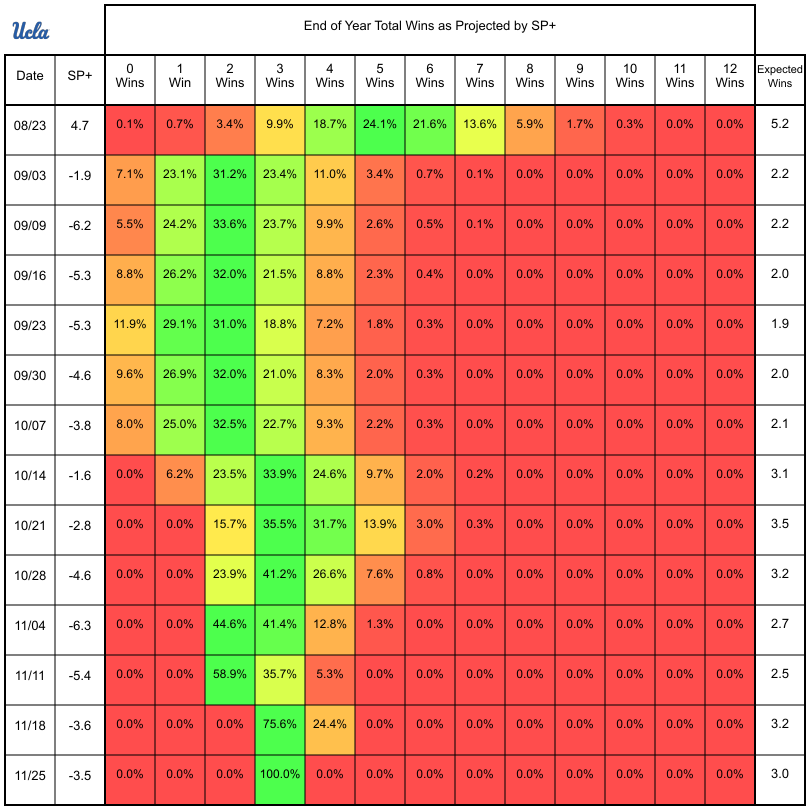 Ucla
End of Year Total Wins as Projected by SP+
Date SP+ 0 Wins 1 Win 2 Wins 3 Wins 4 Wins 5 Wins 6 Wins 7 Wins 8 Wins 9 Wins 10 Wins 11 Wins 12 Wins Expected Wins
08/23 4.7 0.1% 0.7% 3.4% 9.9% 18.7% 24.1% 21.6% 13.6% 5.9% 1.7% 0.3% 0.0% 0.0% 5.2
09/03 -1.9 7.1% 23.1% 31.2% 23.4% 11.0% 3.4% 0.7% 0.1% 0.0% 0.0% 0.0% 0.0% 0.0% 2.2
09/09 -6.2 5.5% 24.2% 33.6% 23.7% 9.9% 2.6% 0.5% 0.1% 0.0% 0.0% 0.0% 0.0% 0.0% 2.2
09/16 -5.3 8.8% 26.2% 32.0% 21.5% 8.8% 2.3% 0.4% 0.0% 0.0% 0.0% 0.0% 0.0% 0.0% 2.0
09/23 -5.3 11.9% 29.1% 31.0% 18.8% 7.2% 1.8% 0.3% 0.0% 0.0% 0.0% 0.0% 0.0% 0.0% 1.9
09/30 -4.6 9.6% 26.9% 32.0% 21.0% 8.3% 2.0% 0.3% 0.0% 0.0% 0.0% 0.0% 0.0% 0.0% 2.0
10/07 -3.8 8.0% 25.0% 32.5% 22.7% 9.3% 2.2% 0.3% 0.0% 0.0% 0.0% 0.0% 0.0% 0.0% 2.1
10/14 -1.6 0.0% 6.2% 23.5% 33.9% 24.6% 9.7% 2.0% 0.2% 0.0% 0.0% 0.0% 0.0% 0.0% 3.1
10/21 -2.8 0.0% 0.0% 15.7% 35.5% 31.7% 13.9% 3.0% 0.3% 0.0% 0.0% 0.0% 0.0% 0.0% 3.5
10/28 -4.6 0.0% 0.0% 23.9% 41.2% 26.6% 7.6% 0.8% 0.0% 0.0% 0.0% 0.0% 0.0% 0.0% 3.2
11/04 -6.3 0.0% 0.0% 44.6% 41.4% 12.8% 1.3% 0.0% 0.0% 0.0% 0.0% 0.0% 0.0% 0.0% 2.7
11/11 -5.4 0.0% 0.0% 58.9% 35.7% 5.3% 0.0% 0.0% 0.0% 0.0% 0.0% 0.0% 0.0% 0.0% 2.5
11/18 -3.6 0.0% 0.0% 0.0% 75.6% 24.4% 0.0% 0.0% 0.0% 0.0% 0.0% 0.0% 0.0% 0.0% 3.2
11/25 -3.5 0.0% 0.0% 0.0% 100.0% 0.0% 0.0% 0.0% 0.0% 0.0% 0.0% 0.0% 0.0% 0.0% 3.0